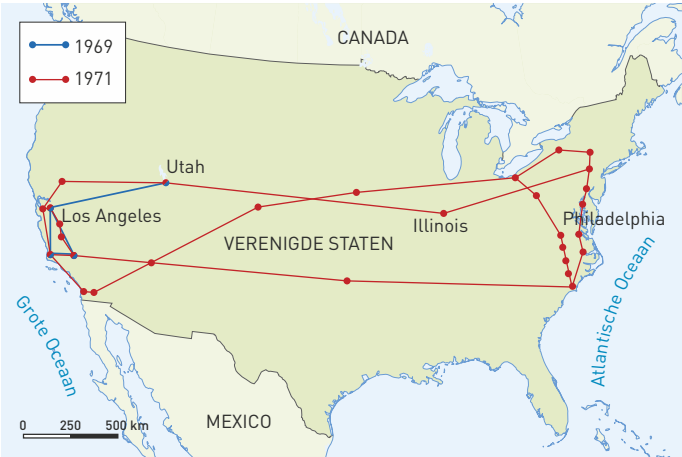 1969
1971
CANADA
Utah
Los Angeles
Illinois
Philadelphia
VERENIGDE STATEN
Grote Oceaan
Atlantische Oceaan
MEXICO
0 250 500 km